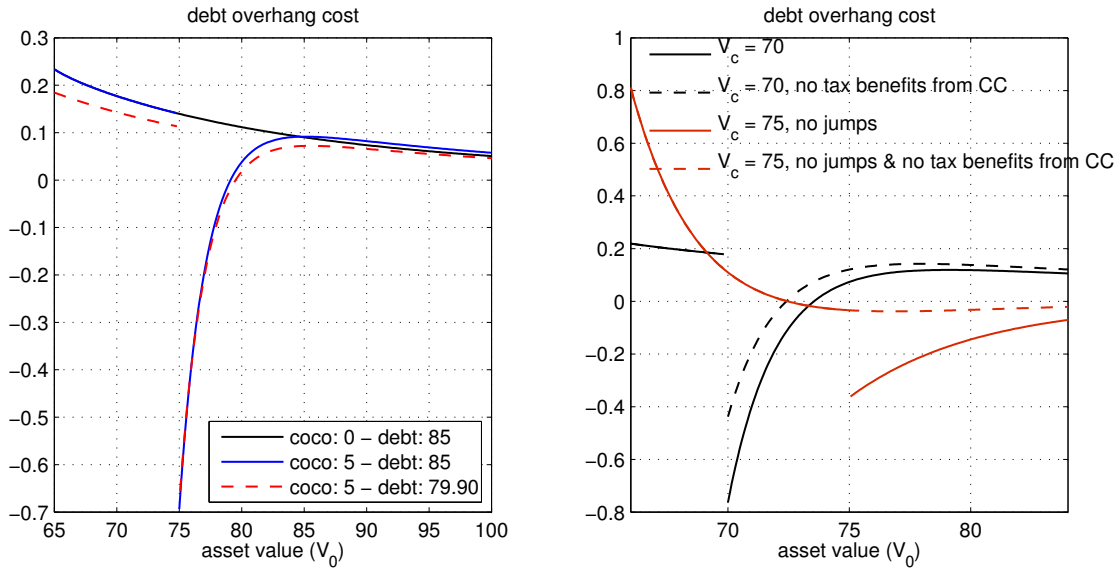 debt overhang cost
0.3
0.2
0.1
0
−0.1
−0.2
−0.3
−0.4
−0.5
−0.6
−0.7
coco: 0 − debt: 85
coco: 5 − debt: 85
coco: 5 − debt: 79.90
65 70 75 80 85 90 95 100
asset value (V0)
debt overhang cost
1
0.8
0.6
0.4
0.2
0
−0.2
−0.4
−0.6
−0.8
Vc = 70
Vc = 70, no tax benefits from CC
Vc = 75, no jumps
Vc = 75, no jumps & no tax benefits from CC
70 75 80
asset value (V0)